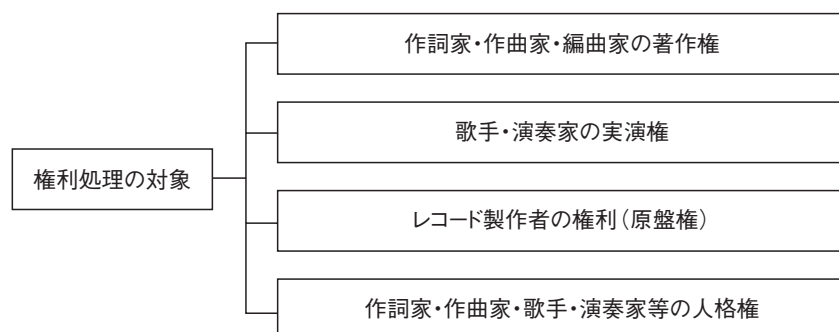 作詞家・作曲家・編曲家の著作権
歌手・演奏家の実演権
権利処理の対象
レコード製作者の権利（原盤権）
作詞家・作曲家・歌手・演奏家等の人格権